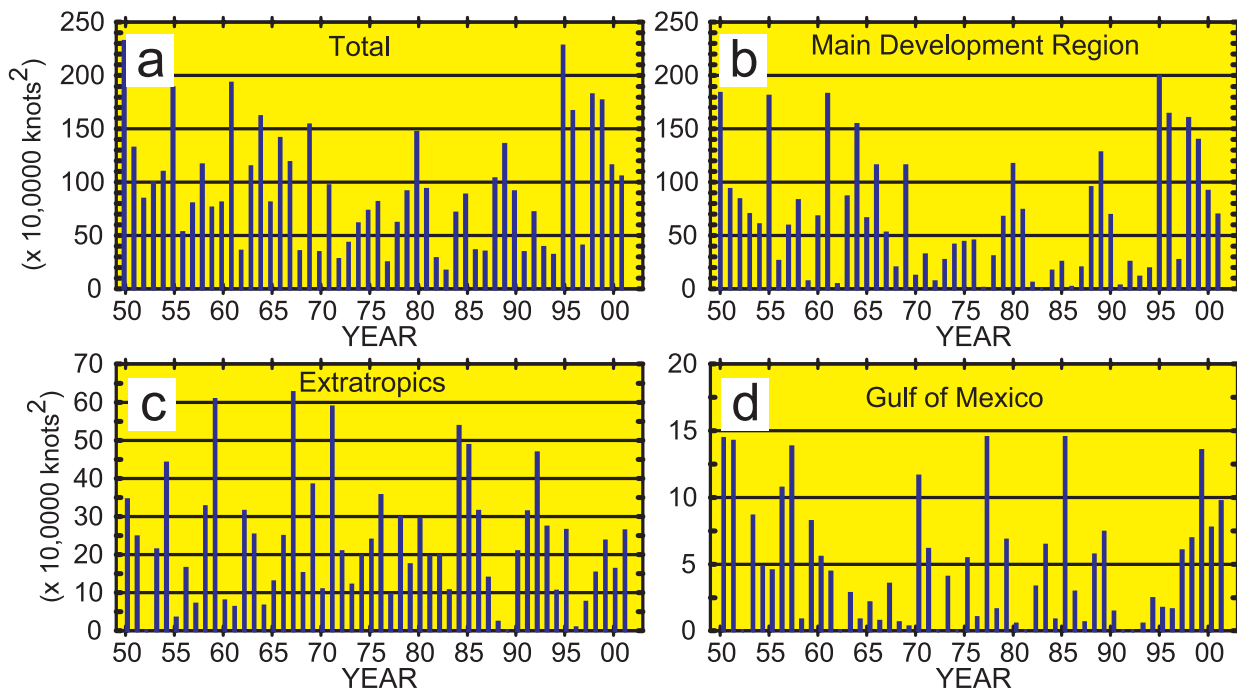 a
Total
(x 10,0000 knots2)
250
200
150
100
50
0
50 55 60 65 70 75 80 85 90 95 00
YEAR
b
Main Development Region
250
200
150
100
50
0
50 55 60 65 70 75 80 85 90 95 00
YEAR
c
Extratropics
(x 10,0000 knots2)
70
60
50
40
30
20
10
0
50 55 60 65 70 75 80 85 90 95 00
YEAR
d
Gulf of Mexico
20
15
10
5
0
50 55 60 65 70 75 80 85 90 95 00
YEAR